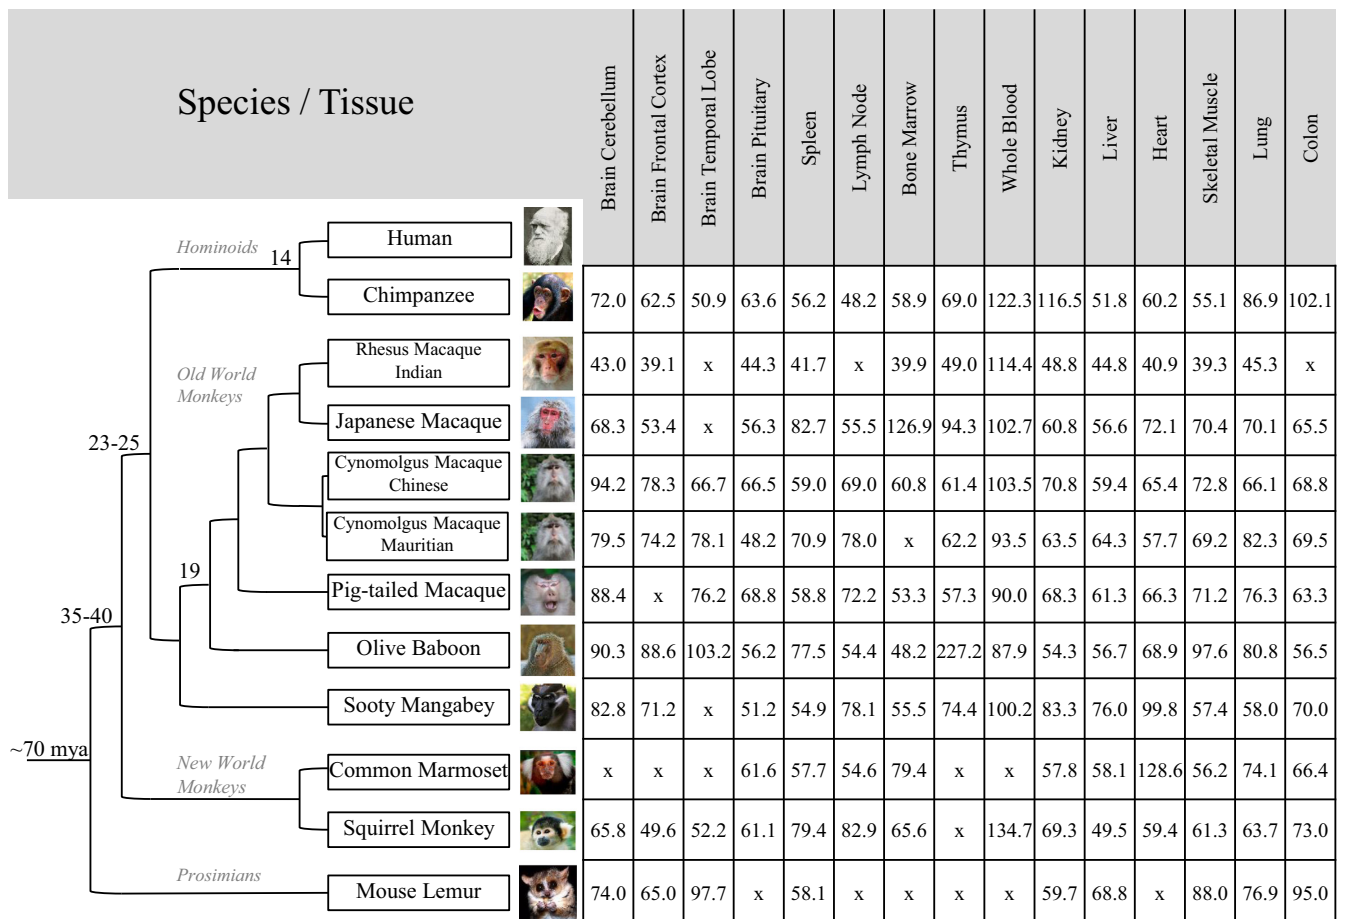 Species / Tissue
Brain Cerebellum
Brain Frontal Cortex
Brain Temporal Lobe
Brain Pituitary
Spleen
Lymph Node
Bone Marrow
Thymus
Whole Blood
Kidney
Liver
Heart
Skeletal Muscle
Lung
Colon
Hominoids
14
Human
Chimpanzee 72.0 62.5 50.9 63.6 56.2 48.2 58.9 69.0 122.3 116.5 51.8 60.2 55.1 86.9 102.1
Old World
Monkeys
Rhesus Macaque
Indian
43.0 39.1 x 44.3 41.7 x 39.9 49.0 114.4 48.8 44.8 40.9 39.3 45.3 x
Japanese Macaque 68.3 53.4 x 56.3 82.7 55.5 126.9 94.3 102.7 60.8 56.6 72.1 70.4 70.1 65.5
23-25
Cynomolgus Macaque
Chinese
94.2 78.3 66.7 66.5 59.0 69.0 60.8 61.4 103.5 70.8 59.4 65.4 72.8 66.1 68.8
Cynomolgus Macaque
Mauritian
79.5 74.2 78.1 48.2 70.9 78.0 x 62.2 93.5 63.5 64.3 57.7 69.2 82.3 69.5
19
Pig-tailed Macaque 88.4 x 76.2 68.8 58.8 72.2 53.3 57.3 90.0 68.3 61.3 66.3 71.2 76.3 63.3
35-40
Olive Baboon 90.3 88.6 103.2 56.2 77.5 54.4 48.2 227.2 87.9 54.3 56.7 68.9 97.6 80.8 56.5
Sooty Mangabey 82.8 71.2 x 51.2 54.9 78.1 55.5 74.4 100.2 83.3 76.0 99.8 57.4 58.0 70.0
~70 mya
New World
Monkeys
Common Marmoset x x x 61.6 57.7 54.6 79.4 x x 57.8 58.1 128.6 56.2 74.1 66.4
Squirrel Monkey 65.8 49.6 52.2 61.1 79.4 82.9 65.6 x 134.7 69.3 49.5 59.4 61.3 63.7 73.0
Prosimians
Mouse Lemur 74.0 65.0 97.7 x 58.1 x x x x 59.7 68.8 x 88.0 76.9 95.0